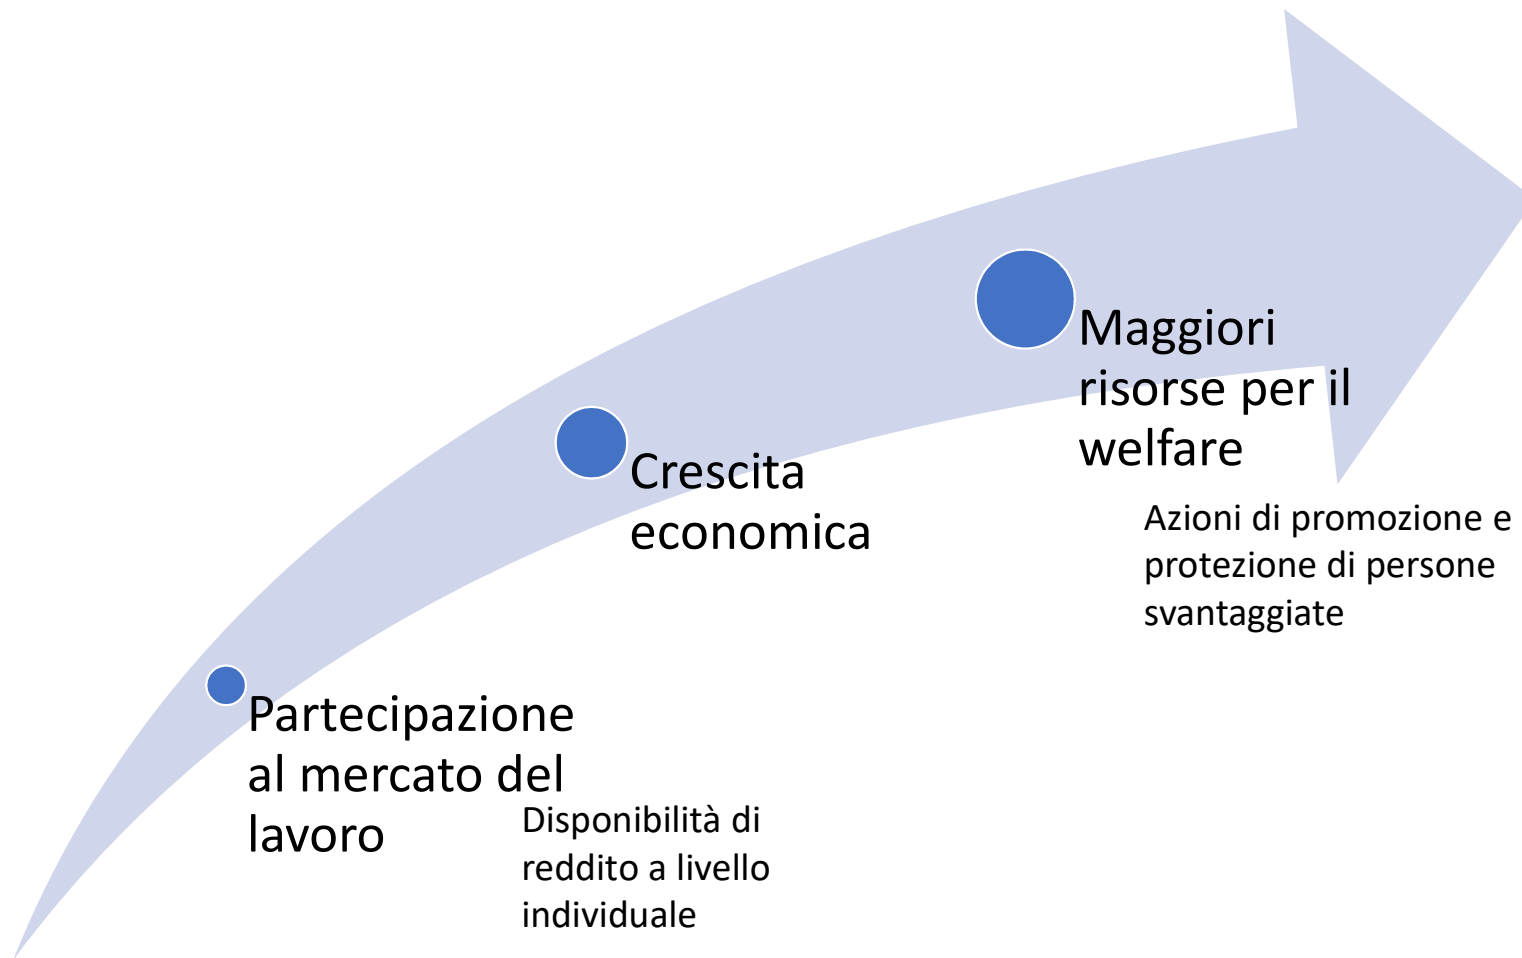 Partecipazione
al mercato del
lavoro
Disponibilità di
reddito a livello
individuale
Crescita
economica
Maggiori
risorse per il
welfare
Azioni di promozione e
protezione di persone
svantaggiate